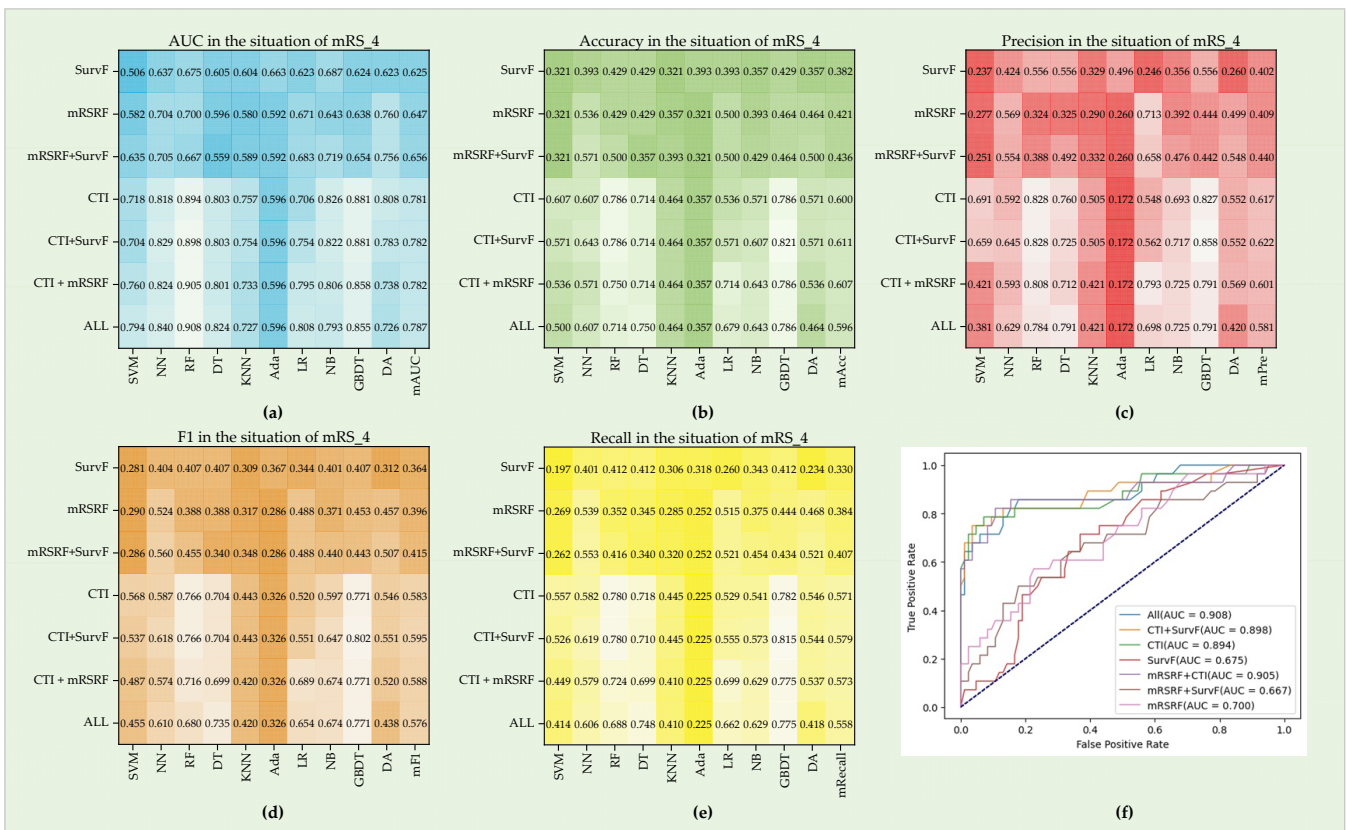 AUC in the situation of mRS_4
SurvF 0.506 0.637 0.675 0.605 0.604 0.663 0.623 0.687 0.624 0.623 0.625
mRSRF 0.582 0.704 0.700 0.596 0.580 0.592 0.671 0.643 0.638 0.760 0.647
mRSRF+SurvF 0.635 0.705 0.667 0.559 0.589 0.592 0.683 0.719 0.654 0.756 0.656
CTI 0.718 0.818 0.894 0.803 0.757 0.596 0.706 0.826 0.881 0.808 0.781
CTI+SurvF 0.704 0.829 0.898 0.803 0.754 0.596 0.754 0.822 0.881 0.783 0.782
CTI + mRSRF 0.760 0.824 0.905 0.801 0.733 0.596 0.795 0.806 0.858 0.738 0.782
ALL 0.794 0.840 0.908 0.824 0.727 0.596 0.808 0.793 0.855 0.726 0.787
SVM NN RF DT KNN Ada LR NB GBDT DA mAUC
(a)
Accuracy in the situation of mRS_4
0.321 0.393 0.429 0.429 0.321 0.393 0.393 0.357 0.429 0.357 0.382
0.321 0.536 0.429 0.429 0.357 0.321 0.500 0.393 0.464 0.464 0.421
0.321 0.571 0.500 0.357 0.393 0.321 0.500 0.429 0.464 0.500 0.436
0.607 0.607 0.786 0.714 0.464 0.357 0.536 0.571 0.786 0.571 0.600
0.571 0.643 0.786 0.714 0.464 0.357 0.571 0.607 0.821 0.571 0.611
0.536 0.571 0.750 0.714 0.464 0.357 0.714 0.643 0.786 0.536 0.607
0.500 0.607 0.714 0.750 0.464 0.357 0.679 0.643 0.786 0.464 0.596
SVM NN RF DT KNN Ada LR NB GBDT DA mAcc
(b)
Precision in the situation of mRS_4
SurvF 0.237 0.424 0.556 0.556 0.329 0.496 0.246 0.356 0.556 0.260 0.402
mRSRF 0.277 0.569 0.324 0.325 0.290 0.260 0.713 0.392 0.444 0.499 0.409
mRSRF+SurvF 0.251 0.554 0.388 0.492 0.332 0.260 0.658 0.476 0.442 0.548 0.440
CTI 0.691 0.592 0.828 0.760 0.505 0.172 0.548 0.693 0.827 0.552 0.617
CTI+SurvF 0.659 0.645 0.828 0.725 0.505 0.172 0.562 0.717 0.858 0.552 0.622
CTI + mRSRF 0.421 0.593 0.808 0.712 0.421 0.172 0.793 0.725 0.791 0.569 0.601
ALL 0.381 0.629 0.784 0.791 0.421 0.172 0.698 0.725 0.791 0.420 0.581
SVM NN RF DT KNN Ada LR NB GBDT DA mPre
(c)
F1 in the situation of mRS_4
SurvF 0.281 0.404 0.407 0.407 0.309 0.367 0.344 0.401 0.407 0.312 0.364
mRSRF 0.290 0.524 0.388 0.388 0.317 0.286 0.488 0.371 0.453 0.457 0.396
mRSRF+SurvF 0.286 0.560 0.455 0.340 0.348 0.286 0.488 0.440 0.443 0.507 0.415
CTI 0.568 0.587 0.766 0.704 0.443 0.326 0.520 0.597 0.771 0.546 0.583
CTI+SurvF 0.537 0.618 0.766 0.704 0.443 0.326 0.551 0.647 0.802 0.551 0.595
CTI + mRSRF 0.487 0.574 0.716 0.699 0.420 0.326 0.689 0.674 0.771 0.520 0.588
ALL 0.455 0.610 0.680 0.735 0.420 0.326 0.654 0.674 0.771 0.438 0.576
SVM NN RF DT KNN Ada LR NB GBDT DA mF1
(d)
Recall in the situation of mRS_4
SurvF 0.197 0.401 0.412 0.412 0.306 0.318 0.260 0.343 0.412 0.234 0.330
mRSRF 0.269 0.539 0.352 0.345 0.285 0.252 0.515 0.375 0.444 0.468 0.384
mRSRF+SurvF 0.262 0.553 0.416 0.340 0.320 0.252 0.521 0.454 0.434 0.521 0.407
CTI 0.557 0.582 0.780 0.718 0.445 0.225 0.529 0.541 0.782 0.546 0.571
CTI+SurvF 0.526 0.619 0.780 0.710 0.445 0.225 0.555 0.573 0.815 0.544 0.579
CTI + mRSRF 0.449 0.579 0.724 0.699 0.410 0.225 0.699 0.629 0.775 0.537 0.573
ALL 0.414 0.606 0.688 0.748 0.410 0.225 0.662 0.629 0.775 0.418 0.558
SVM NN RF DT KNN Ada LR NB GBDT DA mRecall
(e)
True Positive Rate
1.0
0.8
0.6
0.4
0.2
0.0
All(AUC = 0.908)
CTI+SurvF(AUC = 0.898)
CTI(AUC = 0.894)
SurvF(AUC = 0.675)
mRSRF+CTI(AUC = 0.905)
mRSRF+SurvF(AUC = 0.667)
mRSRF(AUC = 0.700)
0.0 0.2 0.4 0.6 0.8 1.0
False Positive Rate
(f)